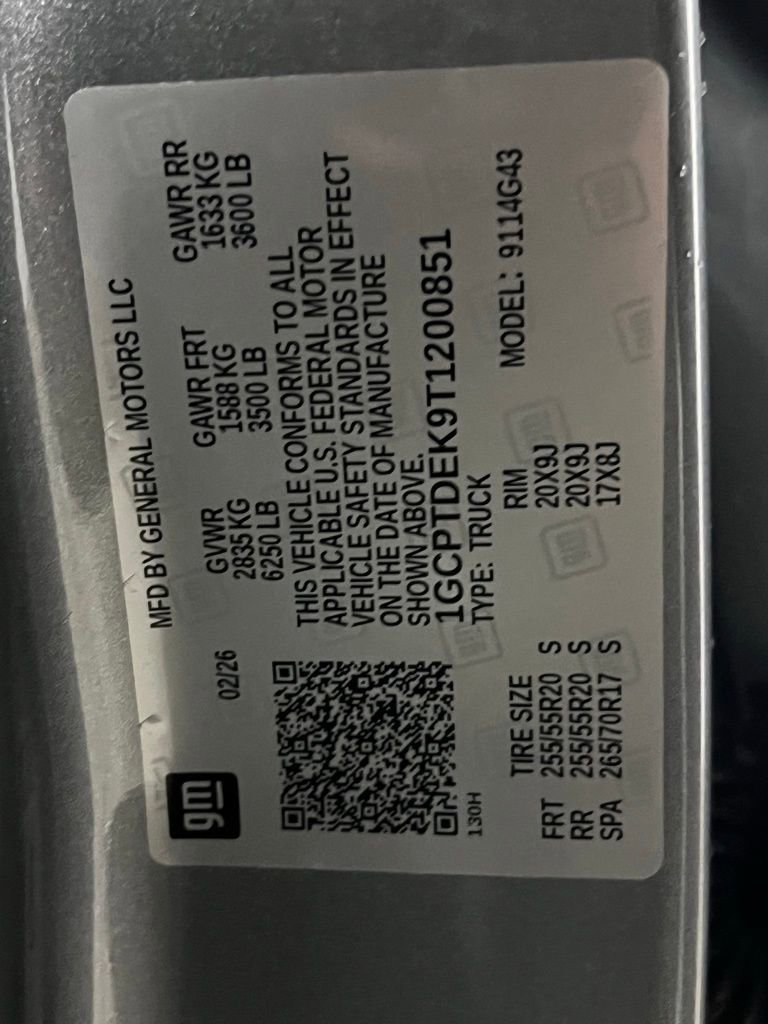 gm
MFD BY GENERAL MOTORS LLC
02/26
GVWR GAWR FRT GAWR RR
2835 KG 1588 KG 1633 KG
6250 LB 3500 LB 3600 LB
THIS VEHICLE CONFORMS TO ALL
APPLICABLE U.S. FEDERAL MOTOR
VEHICLE SAFETY STANDARDS IN EFFECT
ON THE DATE OF MANUFACTURE
SHOWN ABOVE.
1GCPTDEK9T1200851
TYPE: TRUCK MODEL: 9114G43
130H
TIRE SIZE RIM
FRT 255/55R20 S 20X9J
RR 255/55R20 S 20X9J
SPA 265/70R17 S 17X8J